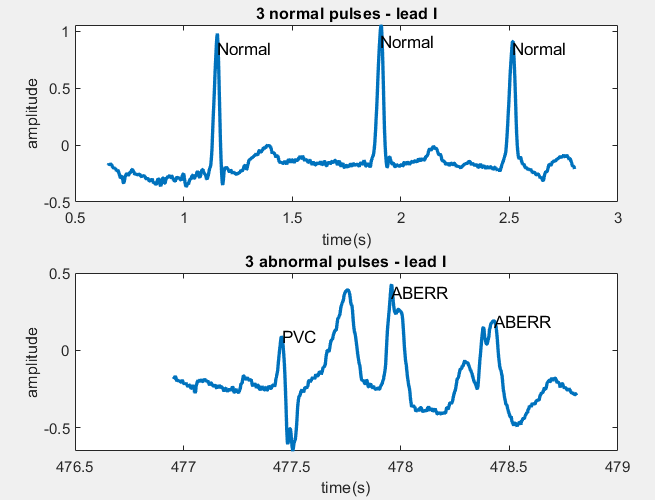 3 normal pulses - lead I
1
0.5
0
-0.5
amplitude
Normal
Normal
Normal
0.5 1 1.5 2 2.5 3
time(s)
3 abnormal pulses - lead I
0.5
0
-0.5
amplitude
PVC
ABERR
ABERR
476.5 477 477.5 478 478.5 479
time(s)